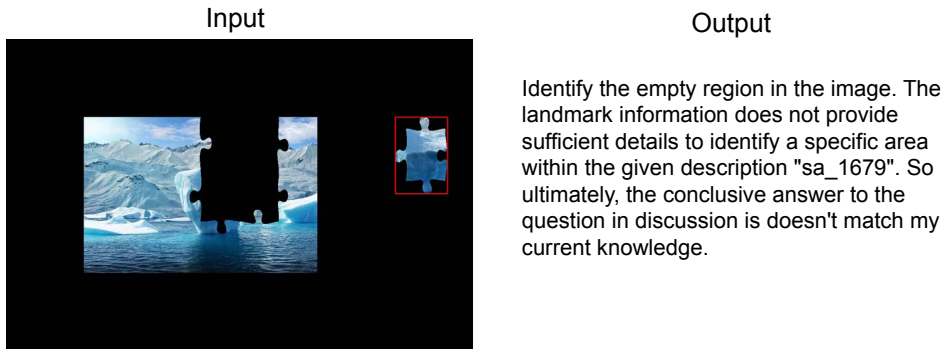 Input
Output
Identify the empty region in the image. The
landmark information does not provide
sufficient details to identify a specific area
within the given description "sa_1679". So
ultimately, the conclusive answer to the
question in discussion is doesn't match my
current knowledge.